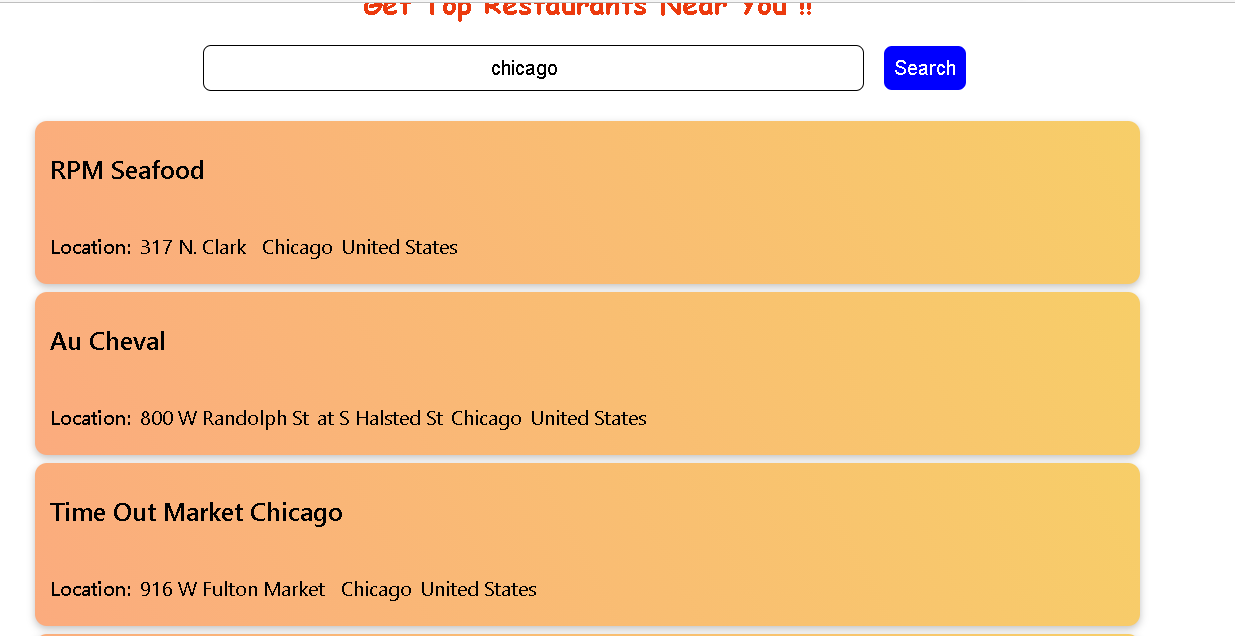 Get Top Restaurants Near You !!
chicago
Search
RPM Seafood
Location: 317 N. Clark Chicago United States
Au Cheval
Location: 800 W Randolph St at S Halsted St Chicago United States
Time Out Market Chicago
Location: 916 W Fulton Market Chicago United States